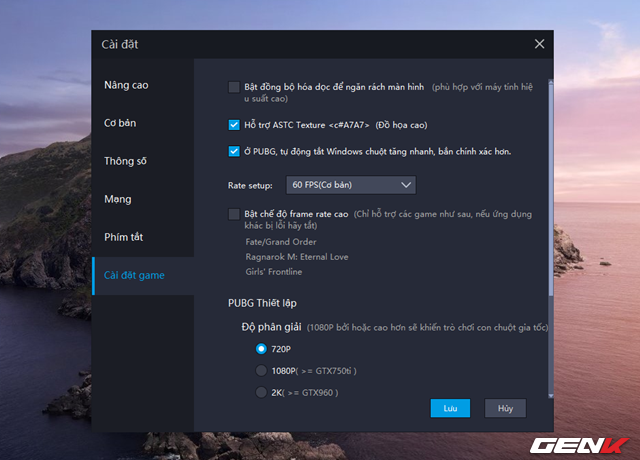 Cài đặt
Nâng cao
Cơ bản
Thông số
Mạng
Phím tắt
Cài đặt game
Bật đồng bộ hóa dọc để ngăn rách màn hình (phù hợp với máy tính hiệ
u suất cao)
Hỗ trợ ASTC Texture <c#A7A7> (Đồ họa cao)
Ở PUBG, tự động tắt Windows chuột tăng nhanh, bắn chính xác hơn.
Rate setup: 60 FPS(Cơ bản)
Bật chế độ frame rate cao (Chỉ hỗ trợ các game như sau, nếu ứng dụng
khác bị lỗi hãy tắt)
Fate/Grand Order
Ragnarok M: Eternal Love
Girls' Frontline
PUBG Thiết lập
Độ phân giải (1080P bởi hoặc cao hơn sẽ khiến trò chơi con chuột gia tốc)
720P
1080P( >= GTX750ti )
2K( >= GTX960 )
Lưu Hủy
GENK